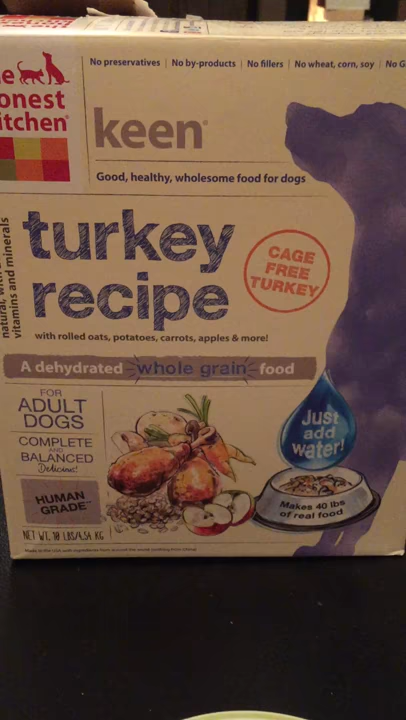 No preservatives | No by-products | No fillers | No wheat, corn, soy | No G
e
onest
itchen®
keen®
Good, healthy, wholesome food for dogs
turkey
recipe
CAGE
FREE
TURKEY
vitamins and minerals
with rolled oats, potatoes, carrots, apples & more!
A dehydrated whole grain food
FOR
ADULT
DOGS
COMPLETE
AND
BALANCED
Delicious!
HUMAN
GRADE
Just
add
water!
Makes 40 lbs
of real food
NET WT. 10 LBS/4.54 KG